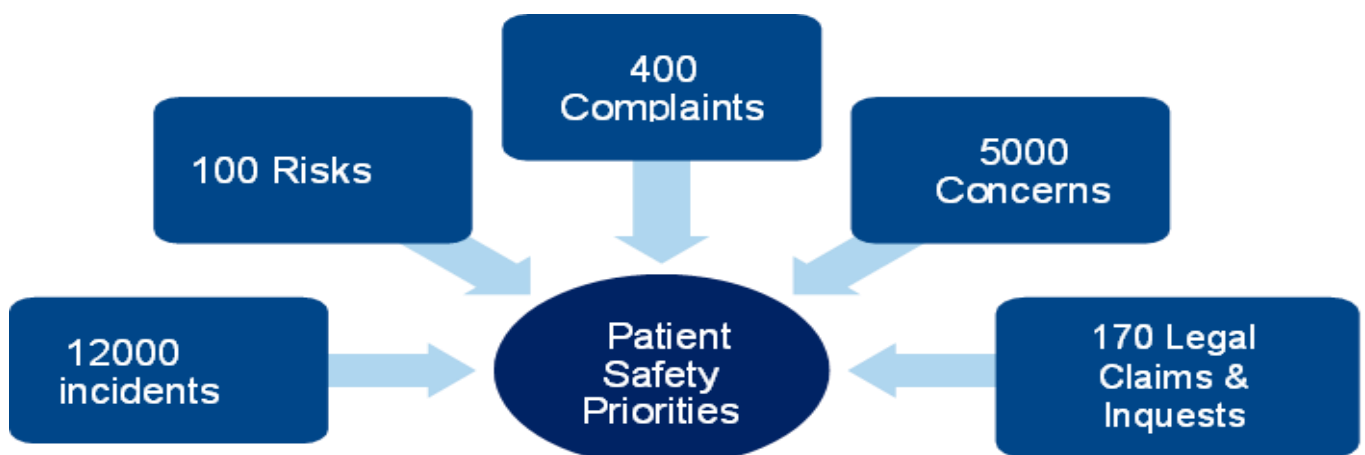 400
Complaints
100 Risks
5000
Concerns
12000
incidents
Patient
Safety
Priorities
170 Legal
Claims &
Inquests